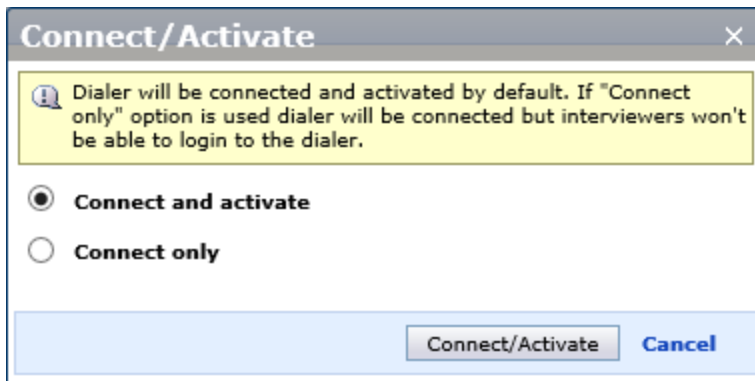 Connect/Activate
Dialer will be connected and activated by default. If "Connect
only" option is used dialer will be connected but interviewers won't
be able to login to the dialer.
Connect and activate
Connect only
Connect/Activate Cancel